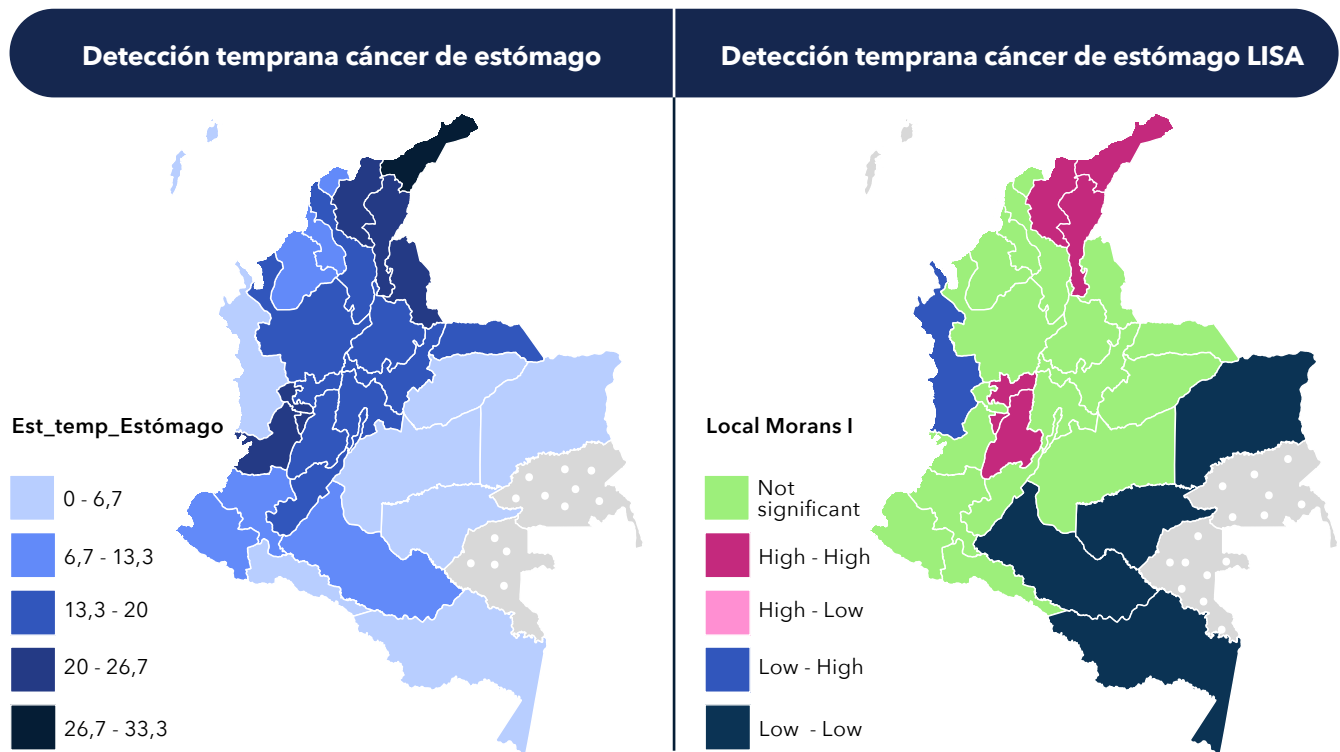 Detección temprana cáncer de estómago
Detección temprana cáncer de estómago LISA
Est_temp_Estómago
0 - 6,7
6,7 - 13,3
13,3 - 20
20 - 26,7
26,7 - 33,3
Local Morans I
Not
significant
High - High
High - Low
Low - High
Low - Low